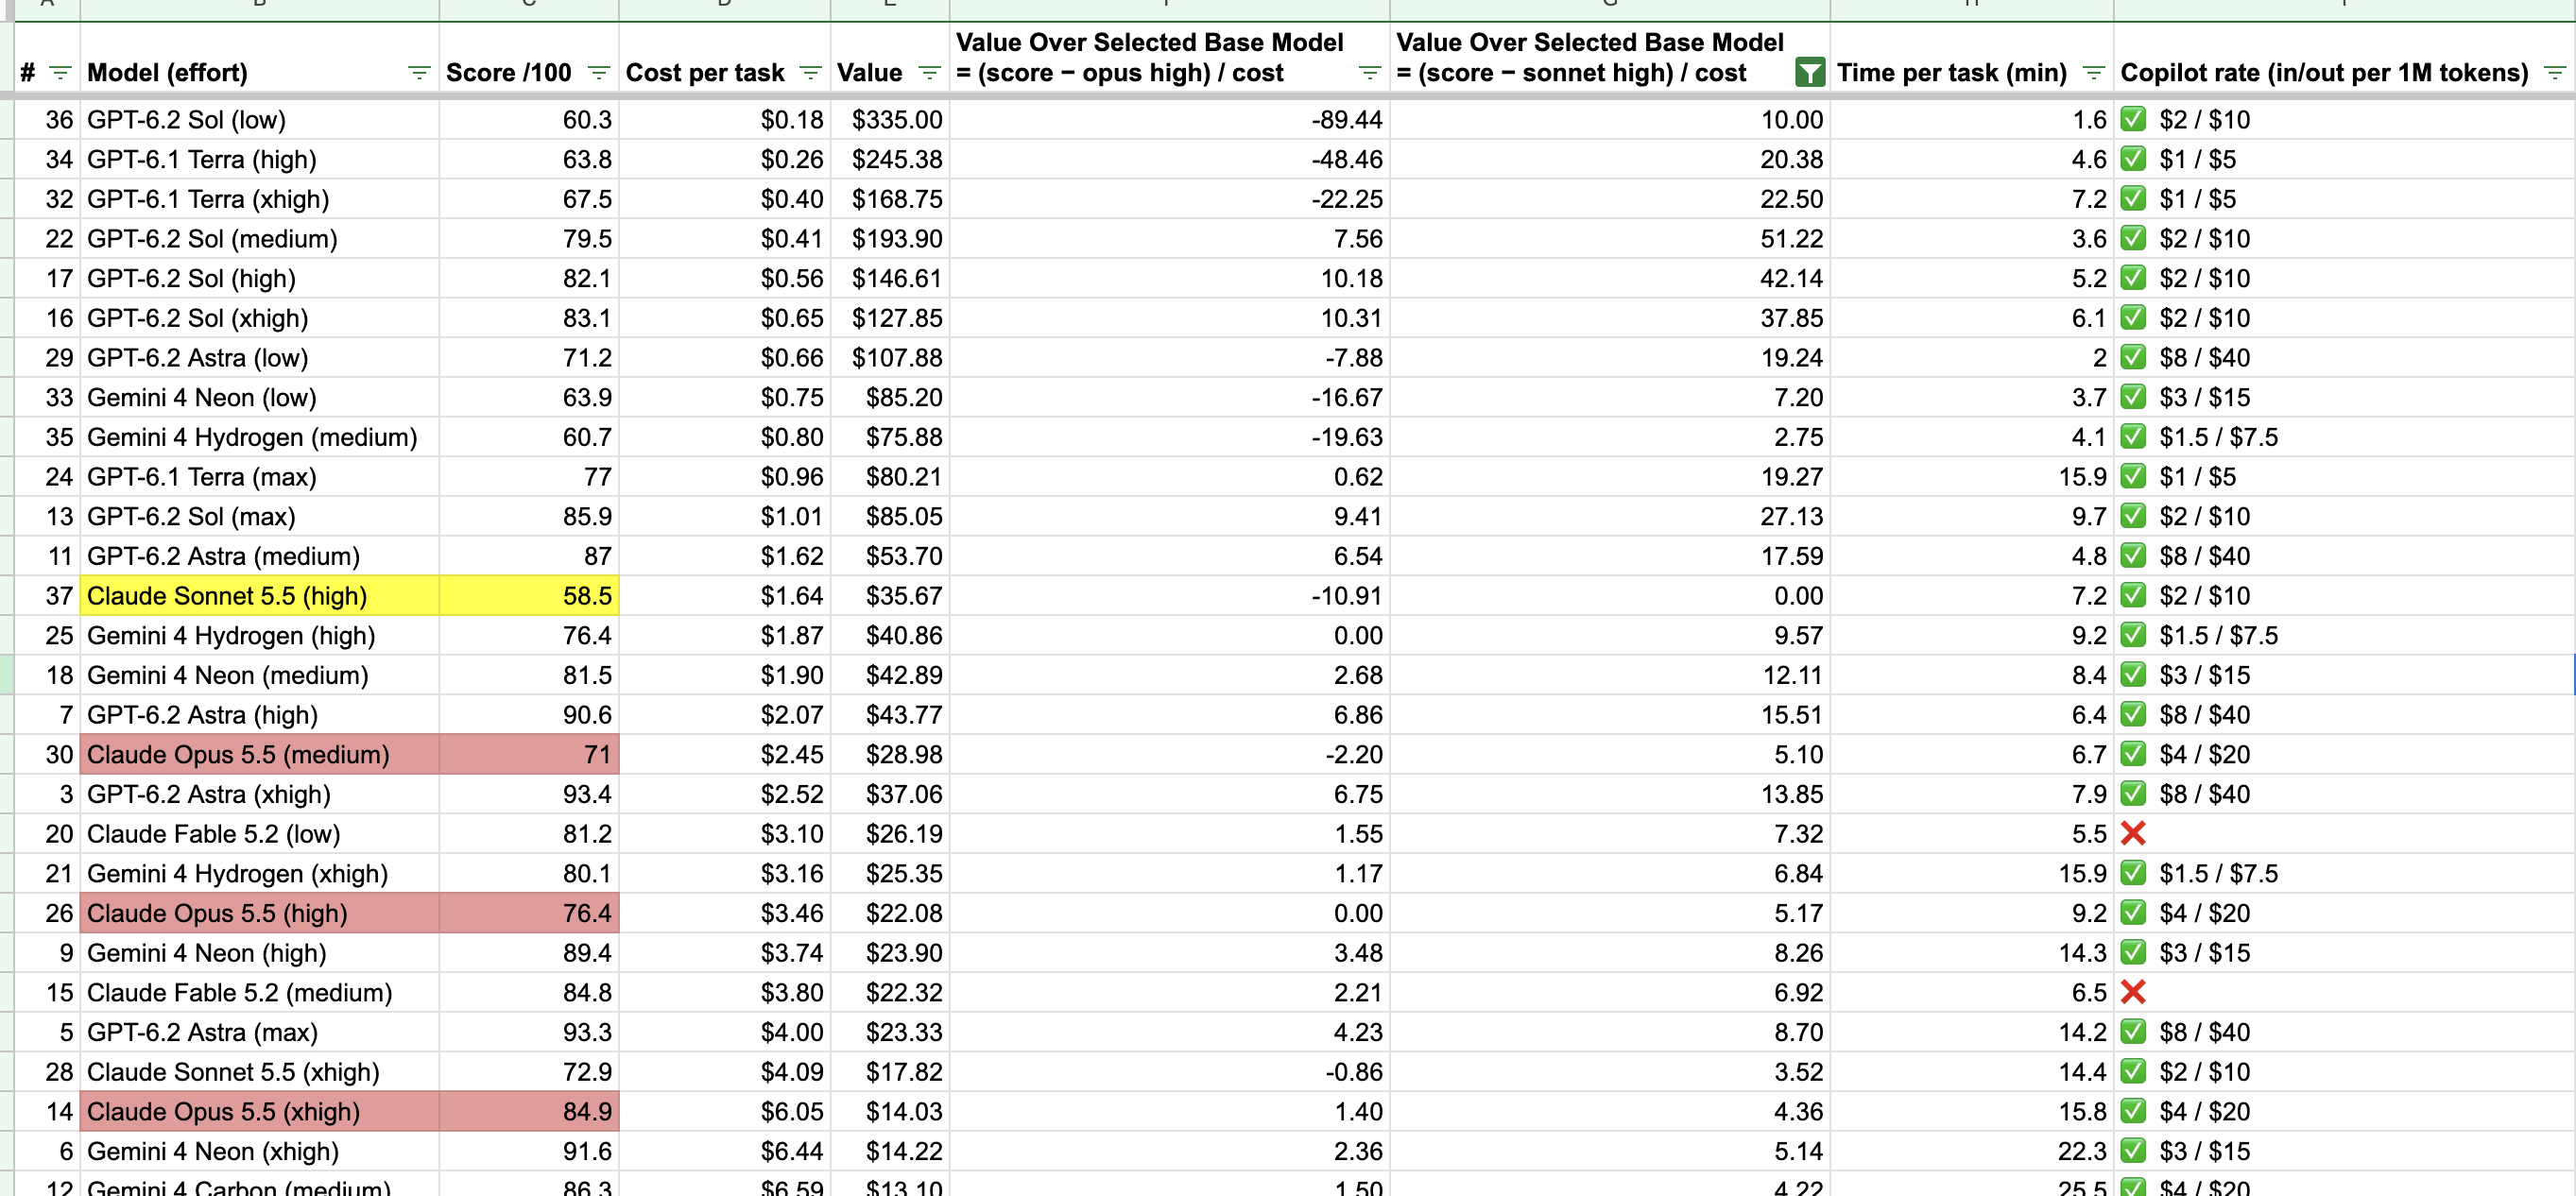 A B C D E F G H I
# Model (effort) Score /100 Cost per task Value Value Over Selected Base Model = (score − opus high) / cost Value Over Selected Base Model = (score − sonnet high) / cost Time per task (min) Copilot rate (in/out per 1M tokens)
36 GPT-6.2 Sol (low) 60.3 $0.18 $335.00 -89.44 10.00 1.6 ✅ $2 / $10
34 GPT-6.1 Terra (high) 63.8 $0.26 $245.38 -48.46 20.38 4.6 ✅ $1 / $5
32 GPT-6.1 Terra (xhigh) 67.5 $0.40 $168.75 -22.25 22.50 7.2 ✅ $1 / $5
22 GPT-6.2 Sol (medium) 79.5 $0.41 $193.90 7.56 51.22 3.6 ✅ $2 / $10
17 GPT-6.2 Sol (high) 82.1 $0.56 $146.61 10.18 42.14 5.2 ✅ $2 / $10
16 GPT-6.2 Sol (xhigh) 83.1 $0.65 $127.85 10.31 37.85 6.1 ✅ $2 / $10
29 GPT-6.2 Astra (low) 71.2 $0.66 $107.88 -7.88 19.24 2 ✅ $8 / $40
33 Gemini 4 Neon (low) 63.9 $0.75 $85.20 -16.67 7.20 3.7 ✅ $3 / $15
35 Gemini 4 Hydrogen (medium) 60.7 $0.80 $75.88 -19.63 2.75 4.1 ✅ $1.5 / $7.5
24 GPT-6.1 Terra (max) 77 $0.96 $80.21 0.62 19.27 15.9 ✅ $1 / $5
13 GPT-6.2 Sol (max) 85.9 $1.01 $85.05 9.41 27.13 9.7 ✅ $2 / $10
11 GPT-6.2 Astra (medium) 87 $1.62 $53.70 6.54 17.59 4.8 ✅ $8 / $40
37 Claude Sonnet 5.5 (high) 58.5 $1.64 $35.67 -10.91 0.00 7.2 ✅ $2 / $10
25 Gemini 4 Hydrogen (high) 76.4 $1.87 $40.86 0.00 9.57 9.2 ✅ $1.5 / $7.5
18 Gemini 4 Neon (medium) 81.5 $1.90 $42.89 2.68 12.11 8.4 ✅ $3 / $15
7 GPT-6.2 Astra (high) 90.6 $2.07 $43.77 6.86 15.51 6.4 ✅ $8 / $40
30 Claude Opus 5.5 (medium) 71 $2.45 $28.98 -2.20 5.10 6.7 ✅ $4 / $20
3 GPT-6.2 Astra (xhigh) 93.4 $2.52 $37.06 6.75 13.85 7.9 ✅ $8 / $40
20 Claude Fable 5.2 (low) 81.2 $3.10 $26.19 1.55 7.32 5.5 ❌
21 Gemini 4 Hydrogen (xhigh) 80.1 $3.16 $25.35 1.17 6.84 15.9 ✅ $1.5 / $7.5
26 Claude Opus 5.5 (high) 76.4 $3.46 $22.08 0.00 5.17 9.2 ✅ $4 / $20
9 Gemini 4 Neon (high) 89.4 $3.74 $23.90 3.48 8.26 14.3 ✅ $3 / $15
15 Claude Fable 5.2 (medium) 84.8 $3.80 $22.32 2.21 6.92 6.5 ❌
5 GPT-6.2 Astra (max) 93.3 $4.00 $23.33 4.23 8.70 14.2 ✅ $8 / $40
28 Claude Sonnet 5.5 (xhigh) 72.9 $4.09 $17.82 -0.86 3.52 14.4 ✅ $2 / $10
14 Claude Opus 5.5 (xhigh) 84.9 $6.05 $14.03 1.40 4.36 15.8 ✅ $4 / $20
6 Gemini 4 Neon (xhigh) 91.6 $6.44 $14.22 2.36 5.14 22.3 ✅ $3 / $15
12 Gemini 4 Carbon (medium) 86.3 $6.59 $13.10 1.50 4.22 25.5 ✅ $4 / $20